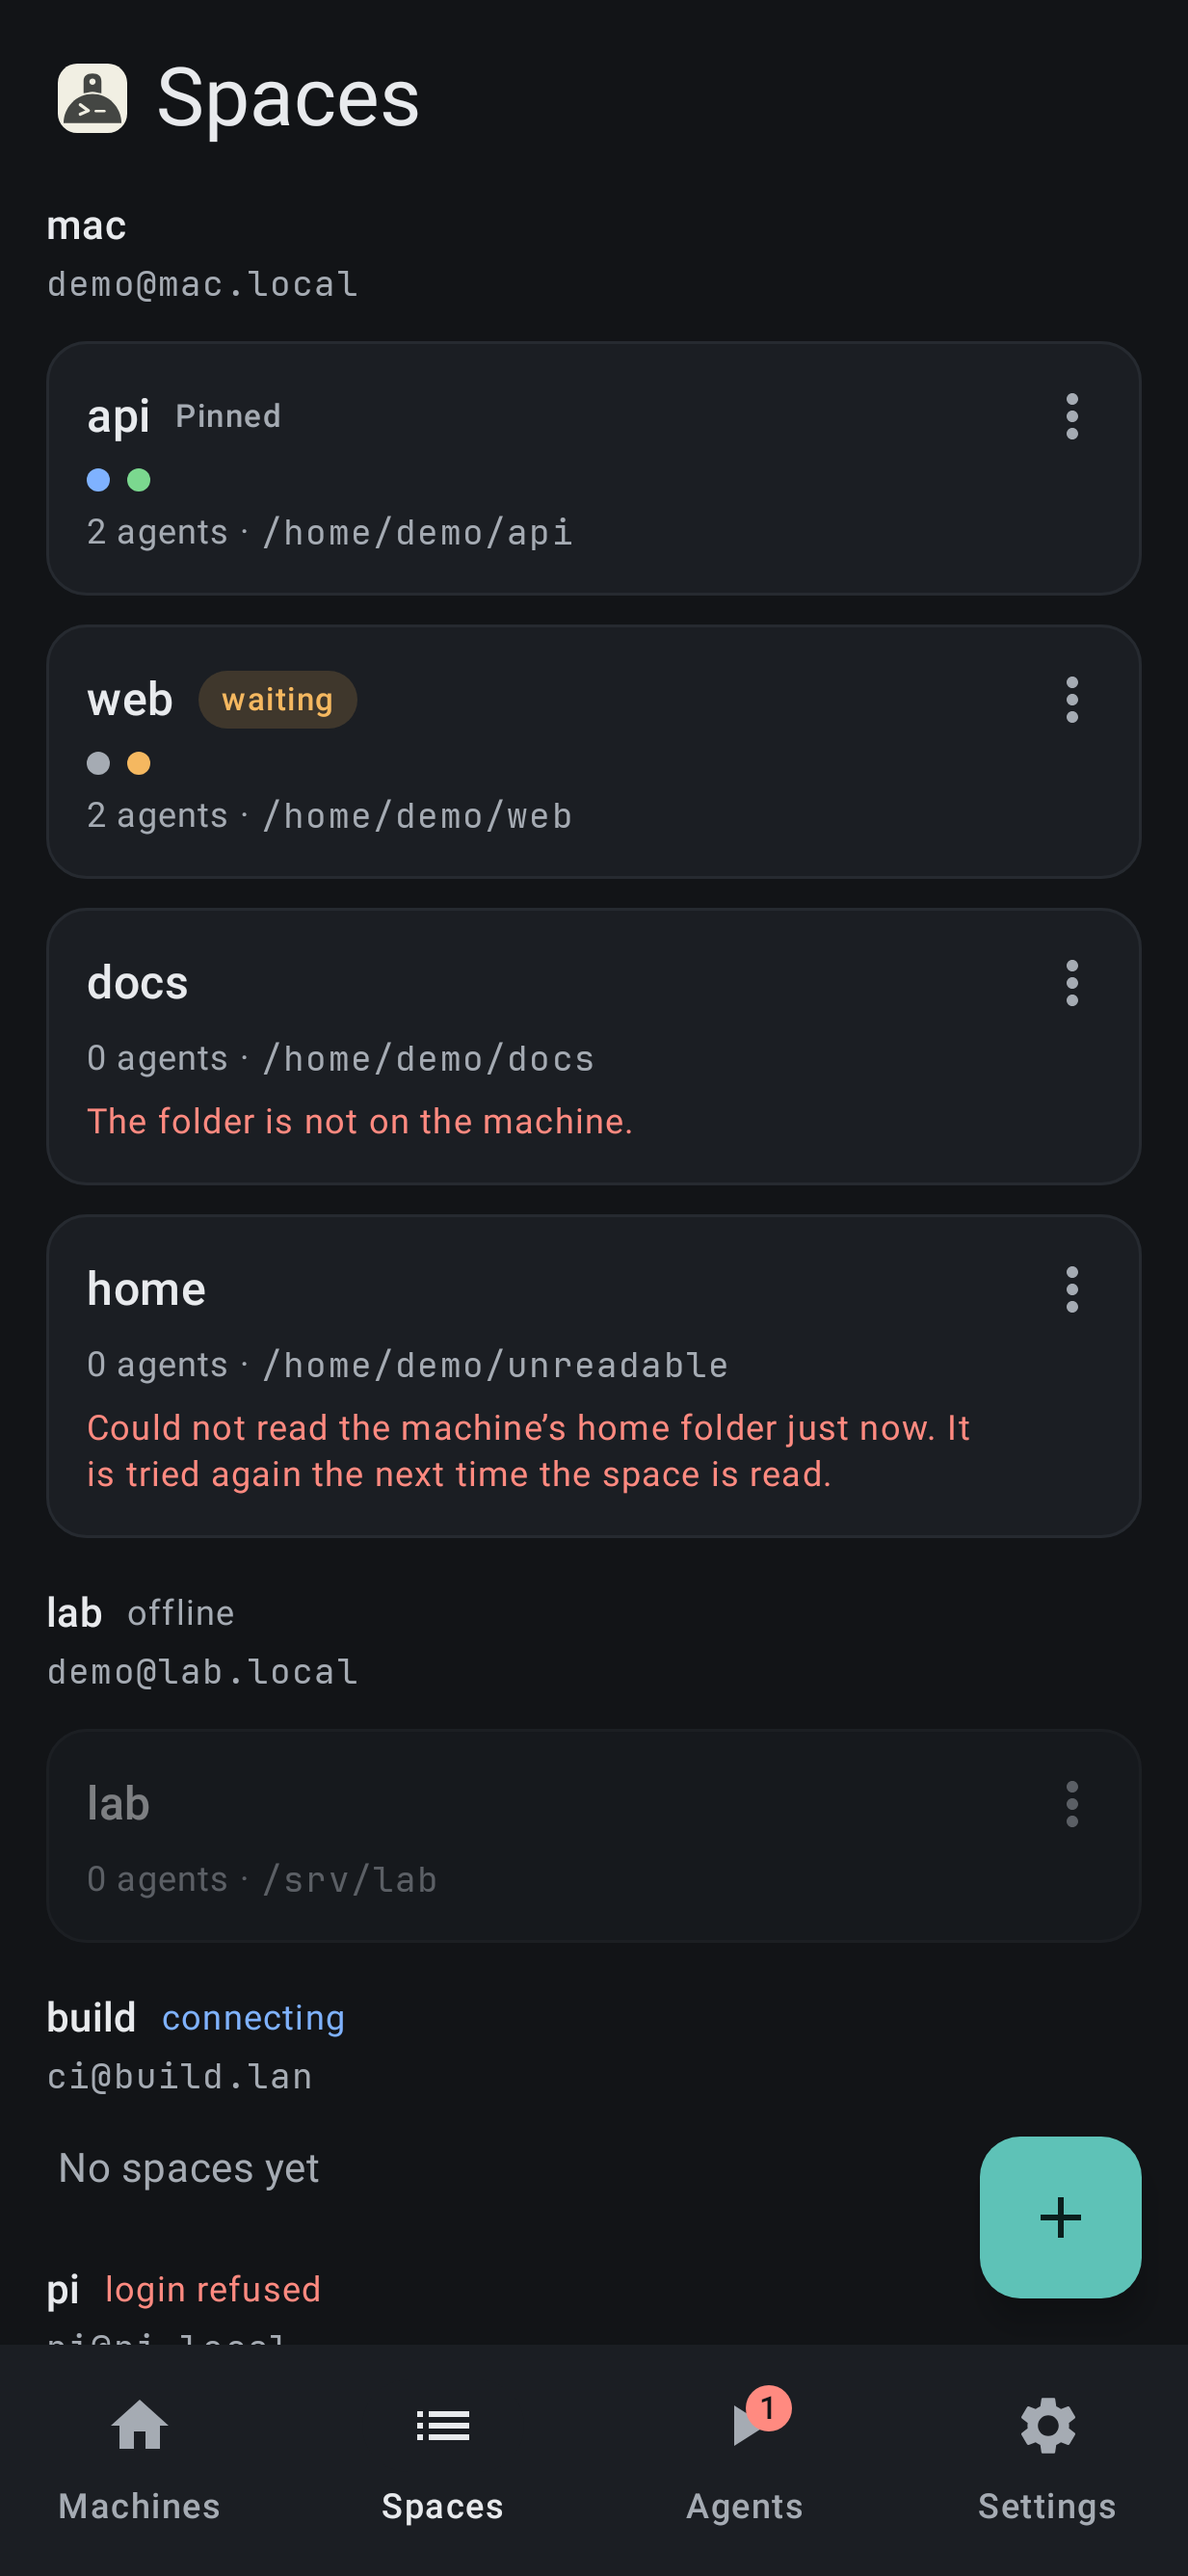 Spaces
mac
demo@mac.local
api Pinned
2 agents · /home/demo/api
web waiting
2 agents · /home/demo/web
docs
0 agents · /home/demo/docs
The folder is not on the machine.
home
0 agents · /home/demo/unreadable
Could not read the machine’s home folder just now. It
is tried again the next time the space is read.
lab offline
demo@lab.local
lab
0 agents · /srv/lab
build connecting
ci@build.lan
No spaces yet
pi login refused
1
Machines Spaces Agents Settings